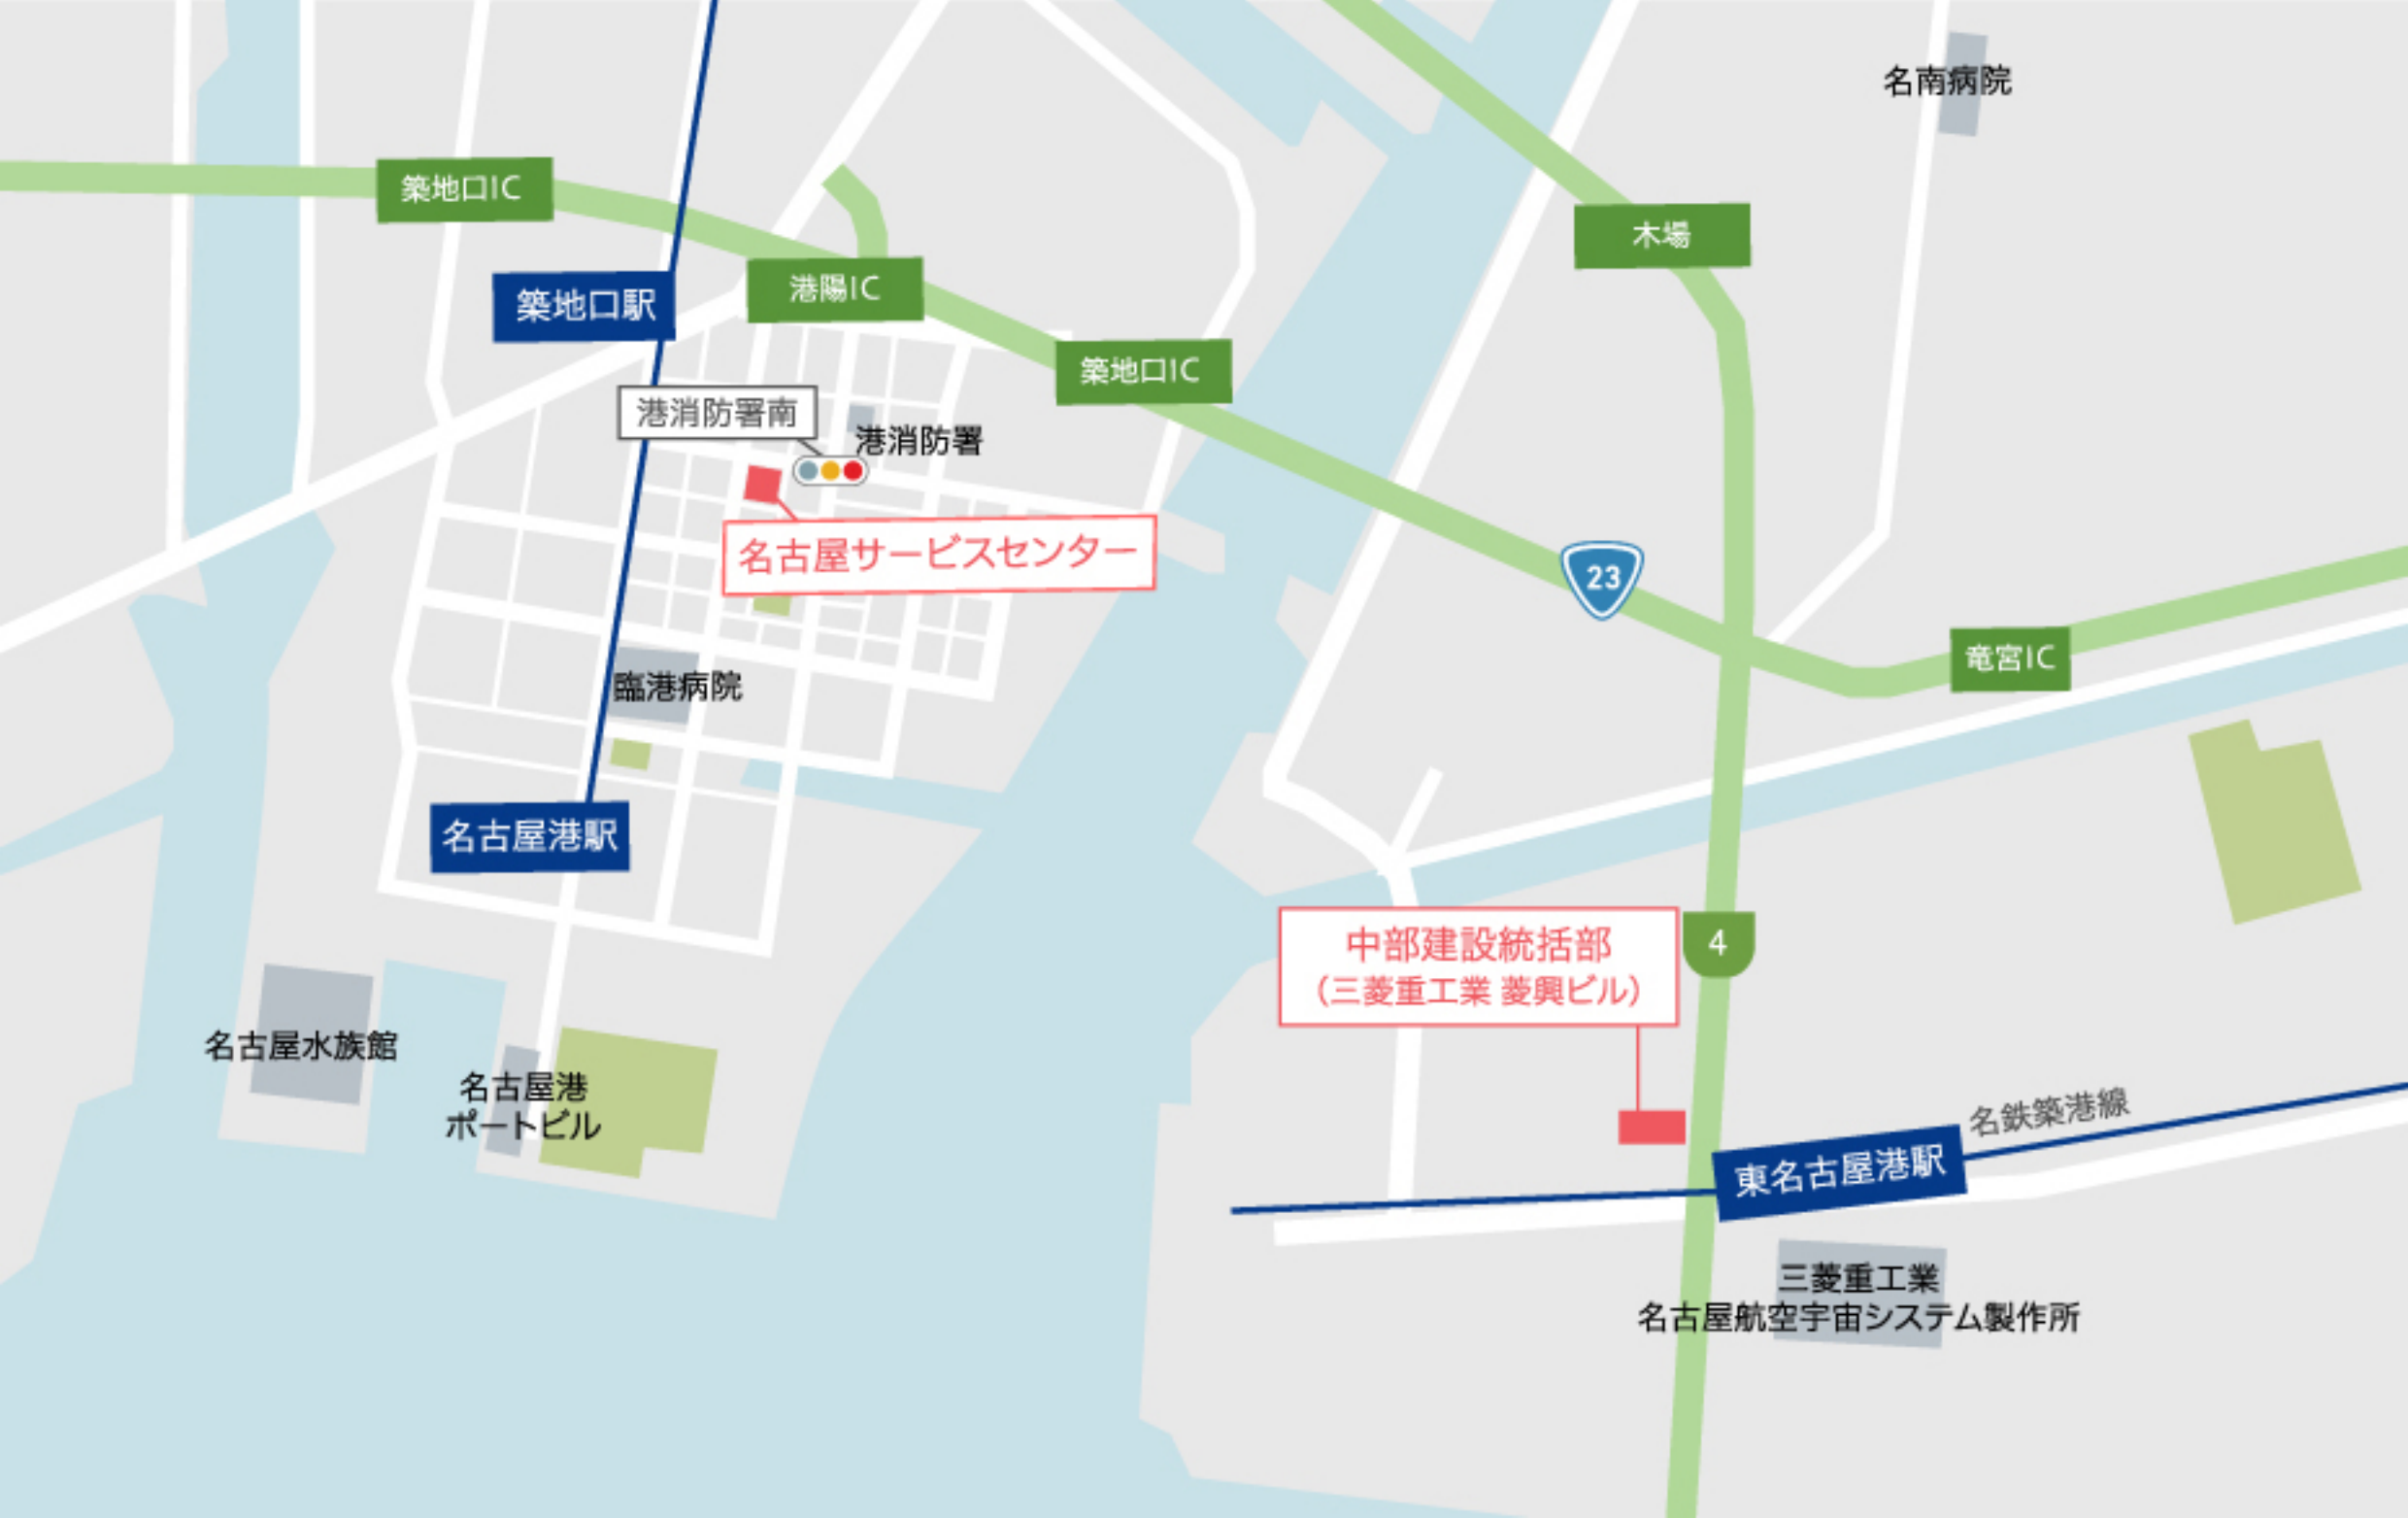 名南病院
築地口IC
木場
港陽IC
築地口駅
築地口IC
港消防署南
港消防署
名古屋サービスセンター
23
竜宮IC
臨港病院
名古屋港駅
中部建設統括部
（三菱重工業 菱興ビル）
4
名古屋水族館
名古屋港
ポートビル
名鉄築港線
東名古屋港駅
三菱重工業
名古屋航空宇宙システム製作所